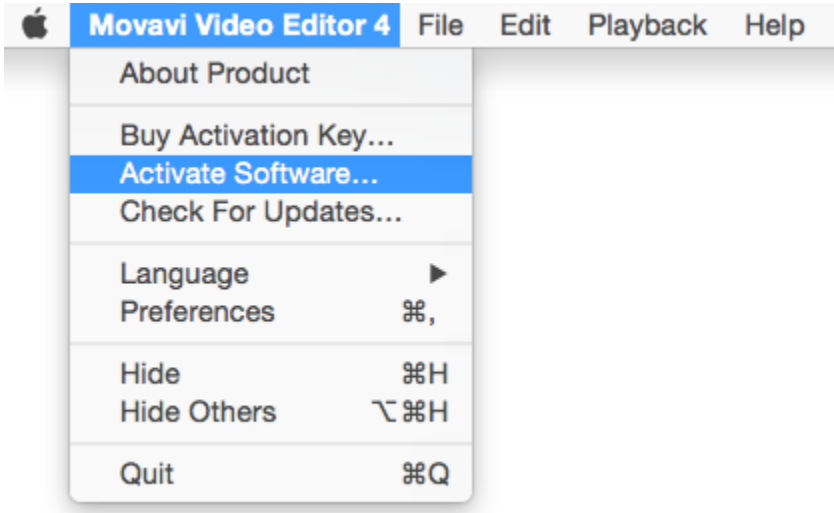 Movavi Video Editor 4 File Edit Playback Help
About Product
Buy Activation Key...
Activate Software...
Check For Updates...
Language ▶
Preferences ⌘,
Hide ⌘H
Hide Others ⌥⌘H
Quit ⌘Q